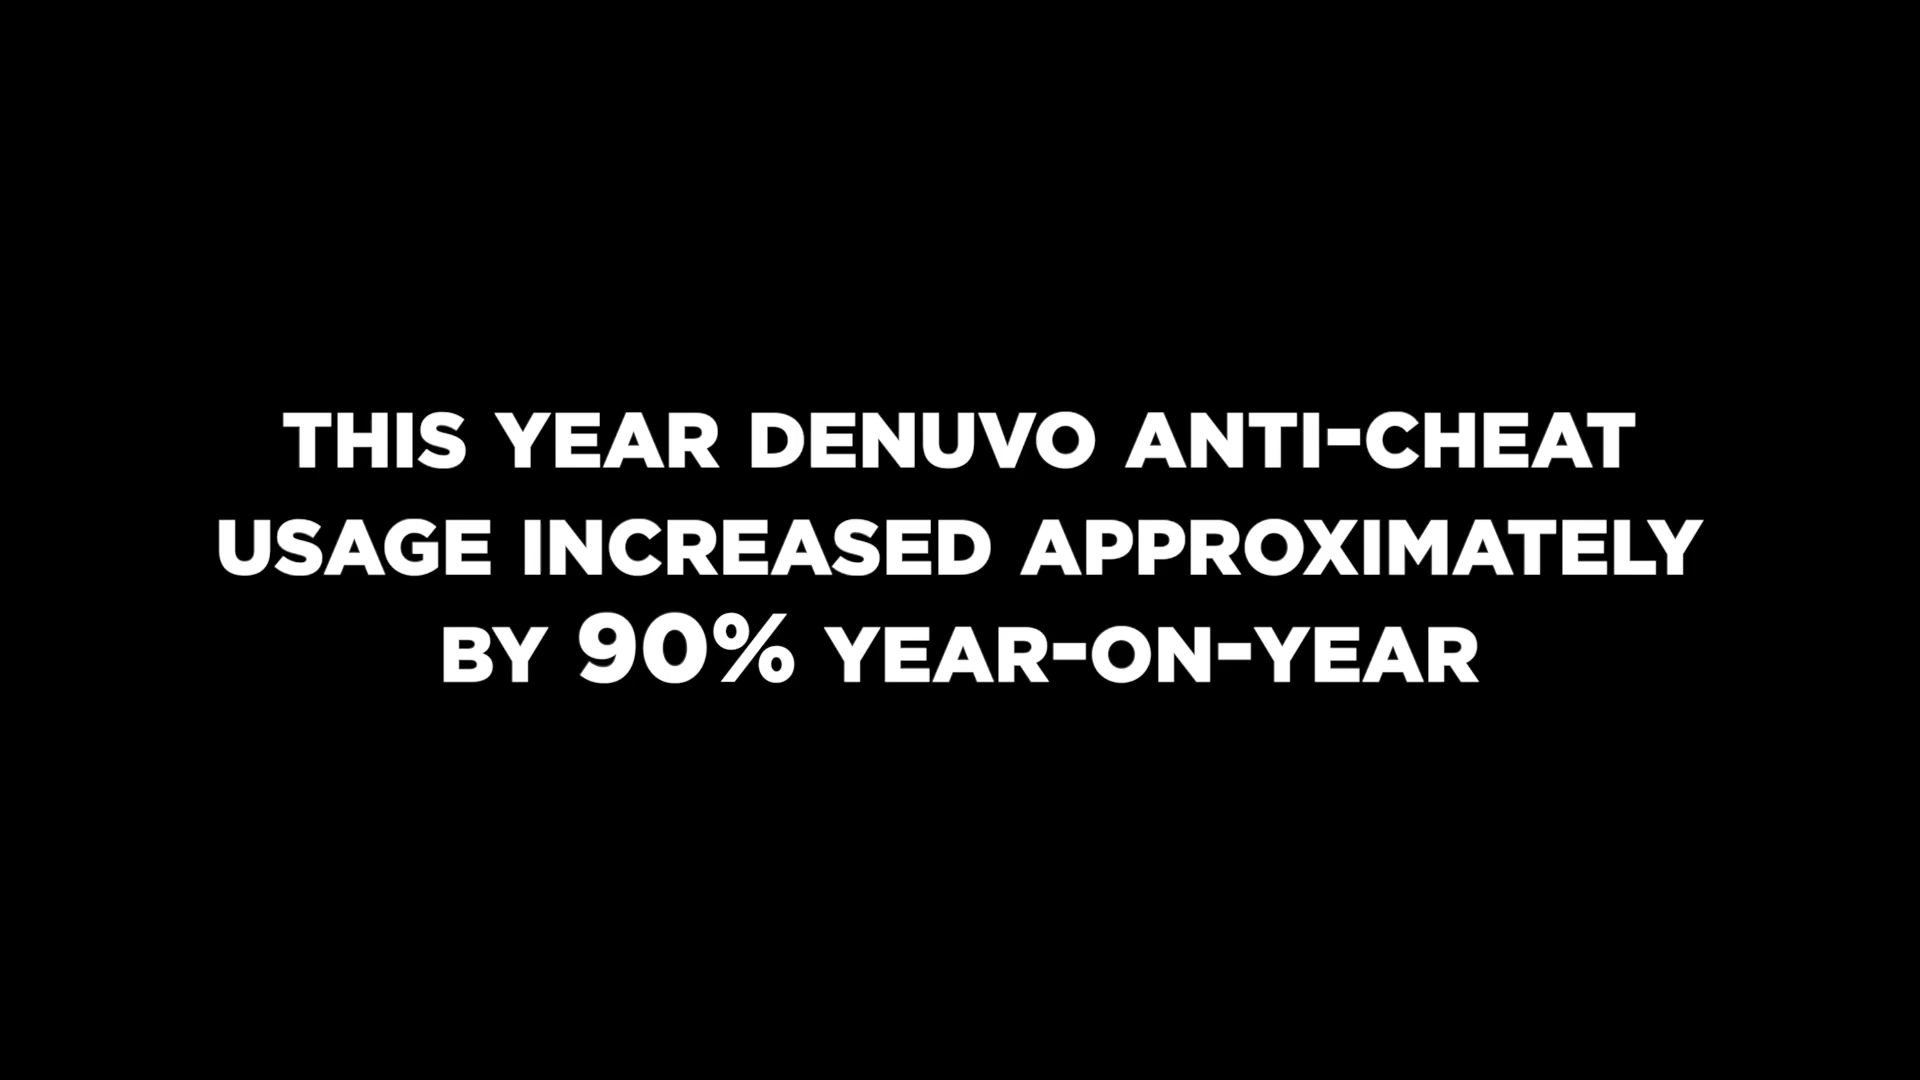 THIS YEAR DENUVO ANTI-CHEAT
USAGE INCREASED APPROXIMATELY
BY 90% YEAR-ON-YEAR